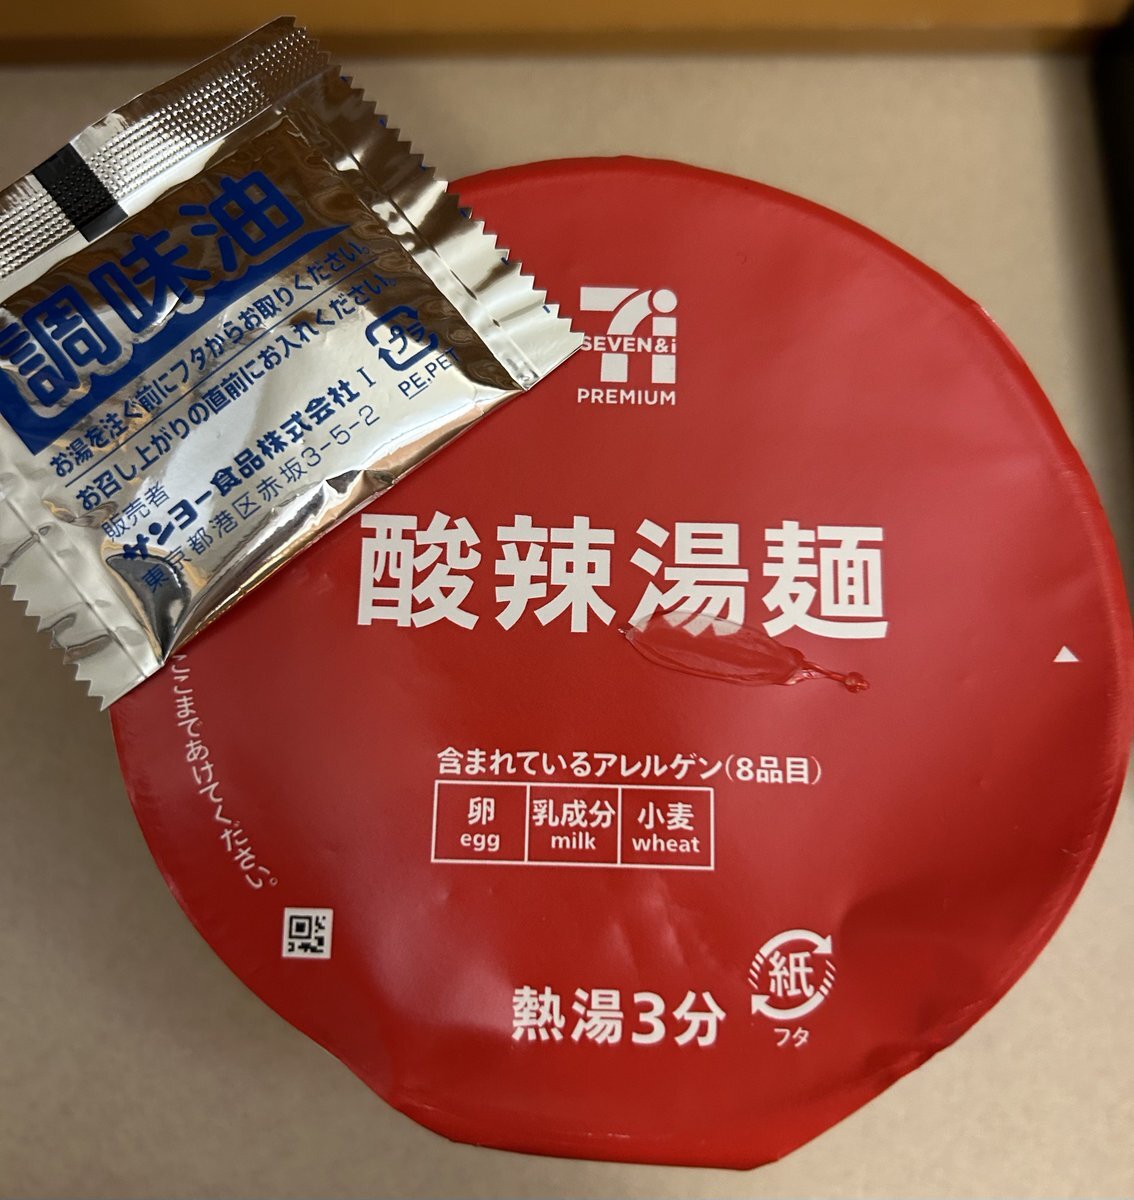 調味油
お湯を注ぐ前にフタからお取りください。
お召し上がりの直前にお入れください。
販売者
サンヨー食品株式会社 I
東京都港区赤坂3-5-2
プラ
PE,PET
SEVEN&i
PREMIUM
酸辣湯麺
ここまであけてください。
含まれているアレルゲン(8品目)
卵 乳成分 小麦
egg milk wheat
熱湯3分
紙
フタ